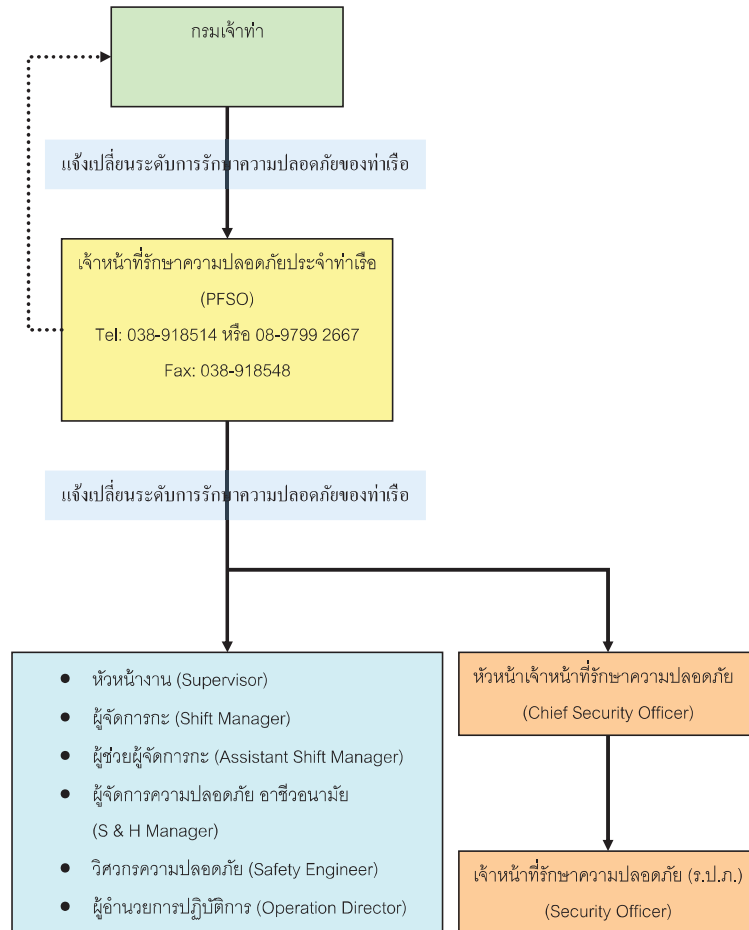 กรมเจ้าท่า
แจ้งเปลี่ยนระดับการรักษาความปลอดภัยของท่าเรือ
เจ้าหน้าที่รักษาความปลอดภัยประจำท่าเรือ
(PFSO)
Tel: 038-918514 หรือ 08-9799 2667
Fax: 038-918548
แจ้งเปลี่ยนระดับการรักษาความปลอดภัยของท่าเรือ
• หัวหน้างาน (Supervisor)
• ผู้จัดการกะ (Shift Manager)
• ผู้ช่วยผู้จัดการกะ (Assistant Shift Manager)
• ผู้จัดการความปลอดภัย อาชีวอนามัย
(S & H Manager)
• วิศวกรความปลอดภัย (Safety Engineer)
• ผู้อำนวยการปฏิบัติการ (Operation Director)
หัวหน้าเจ้าหน้าที่รักษาความปลอดภัย
(Chief Security Officer)
เจ้าหน้าที่รักษาความปลอดภัย (ร.ป.ภ.)
(Security Officer)